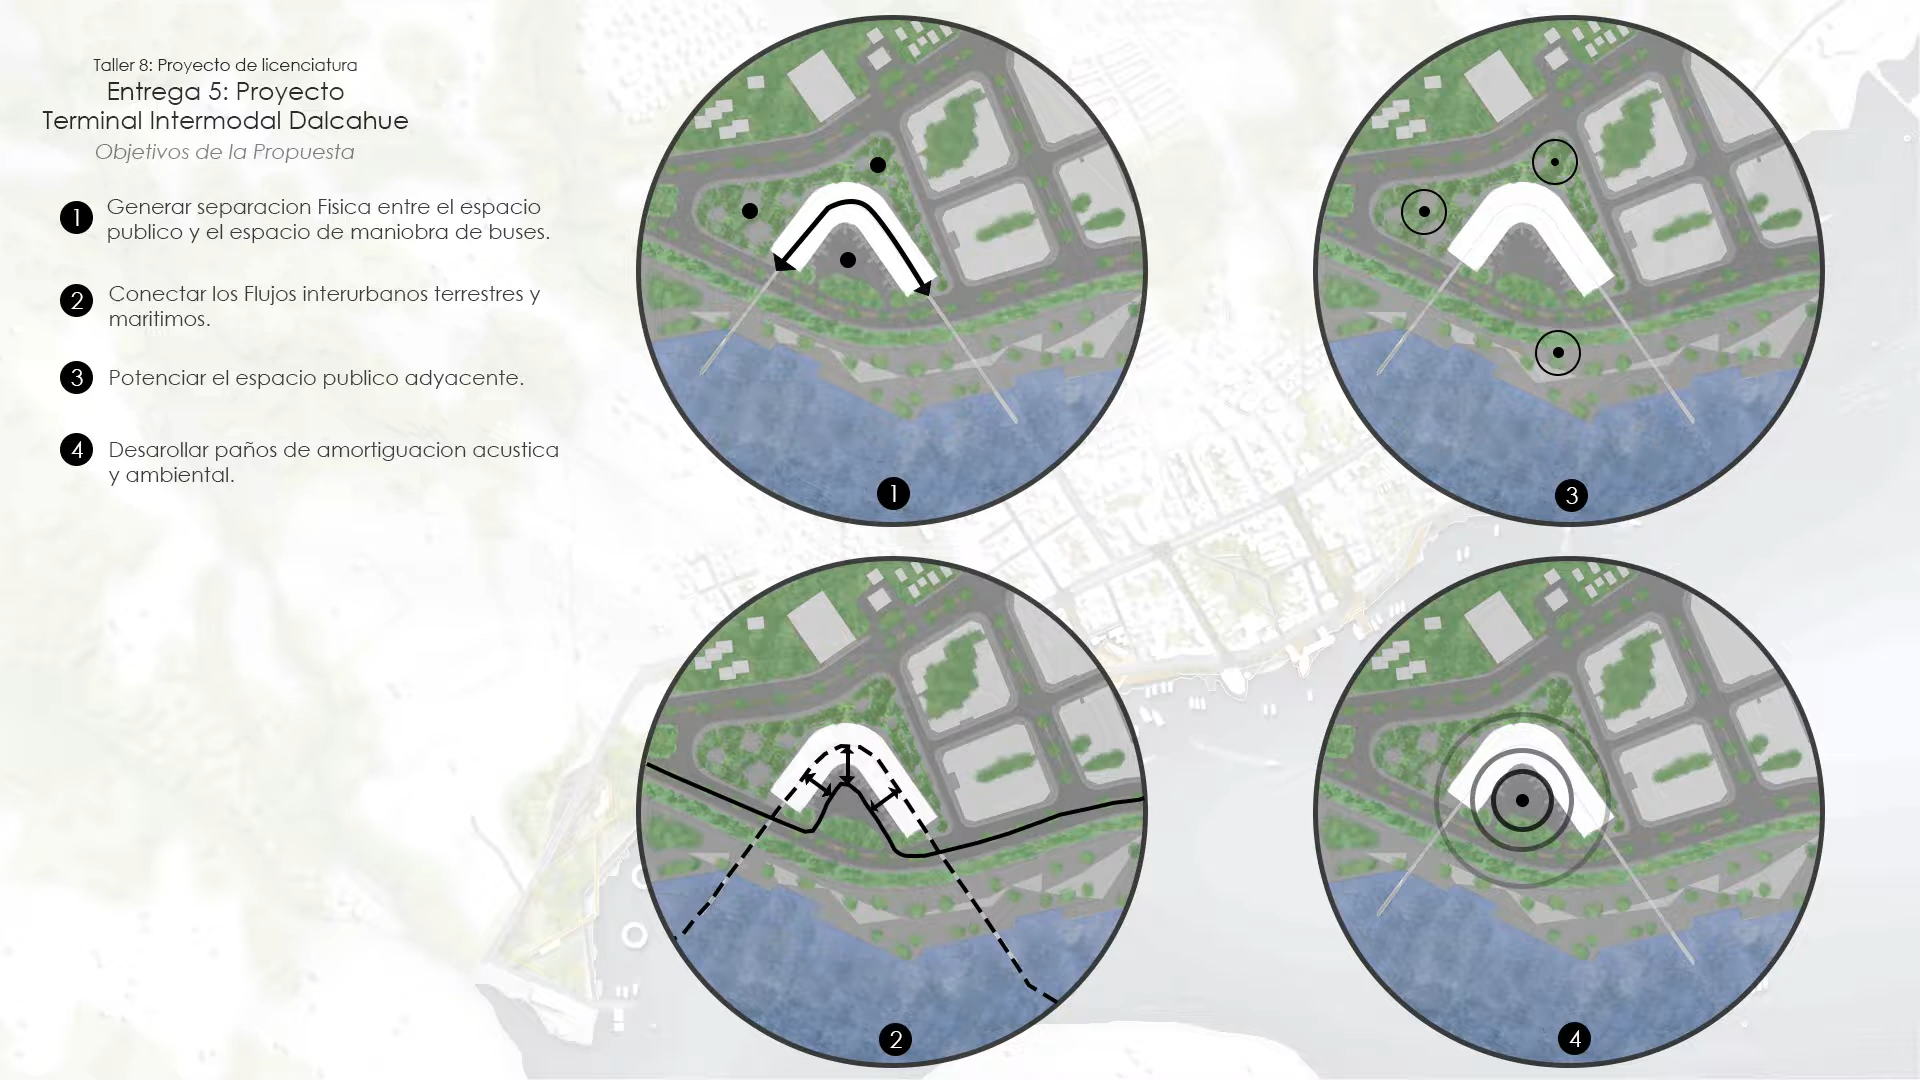 Taller 8: Proyecto de licenciatura
Entrega 5: Proyecto
Terminal Intermodal Dalcahue
Objetivos de la Propuesta
1 Generar separacion Fisica entre el espacio
publico y el espacio de maniobra de buses.
2 Conectar los Flujos interurbanos terrestres y
maritimos.
3 Potenciar el espacio publico adyacente.
4 Desarollar paños de amortiguacion acustica
y ambiental.
1
3
2
4